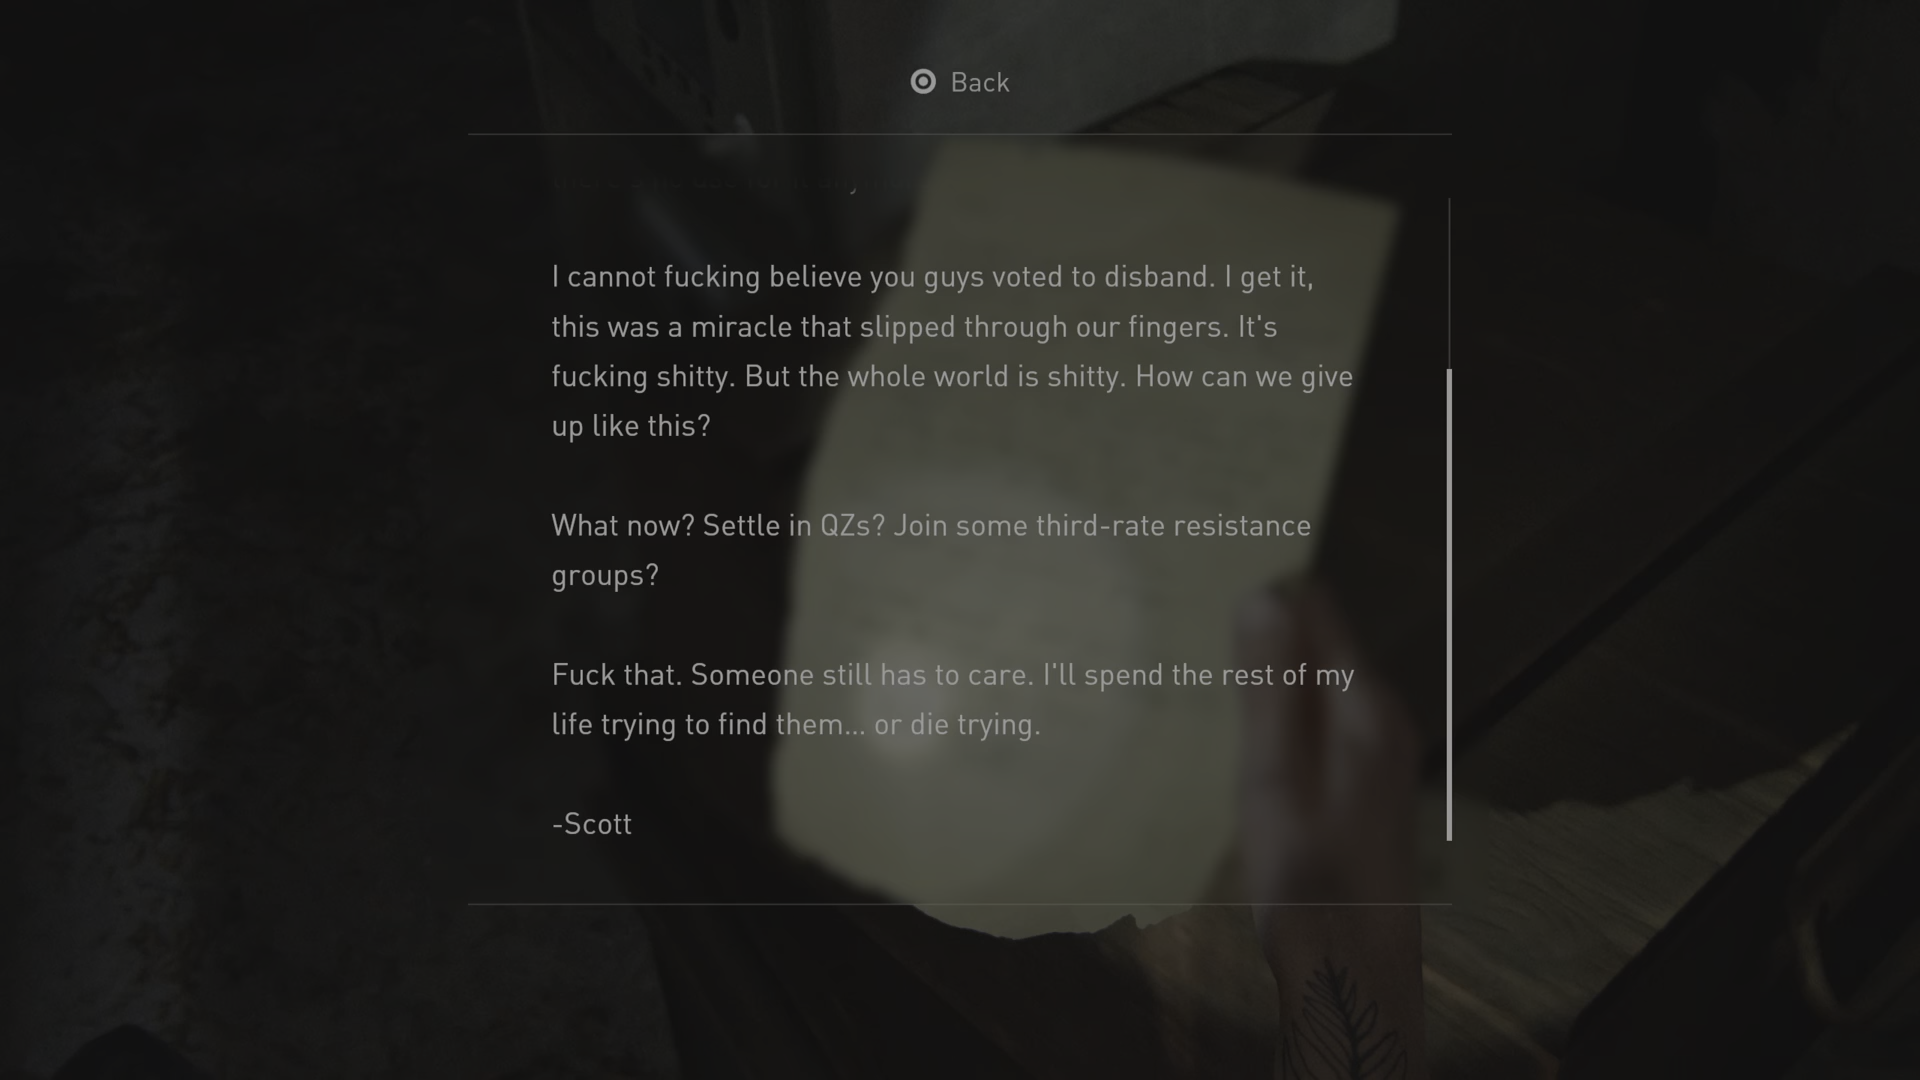 Back
I cannot fucking believe you guys voted to disband. I get it,
this was a miracle that slipped through our fingers. It's
fucking shitty. But the whole world is shitty. How can we give
up like this?
What now? Settle in QZs? Join some third-rate resistance
groups?
Fuck that. Someone still has to care. I'll spend the rest of my
life trying to find them... or die trying.
-Scott